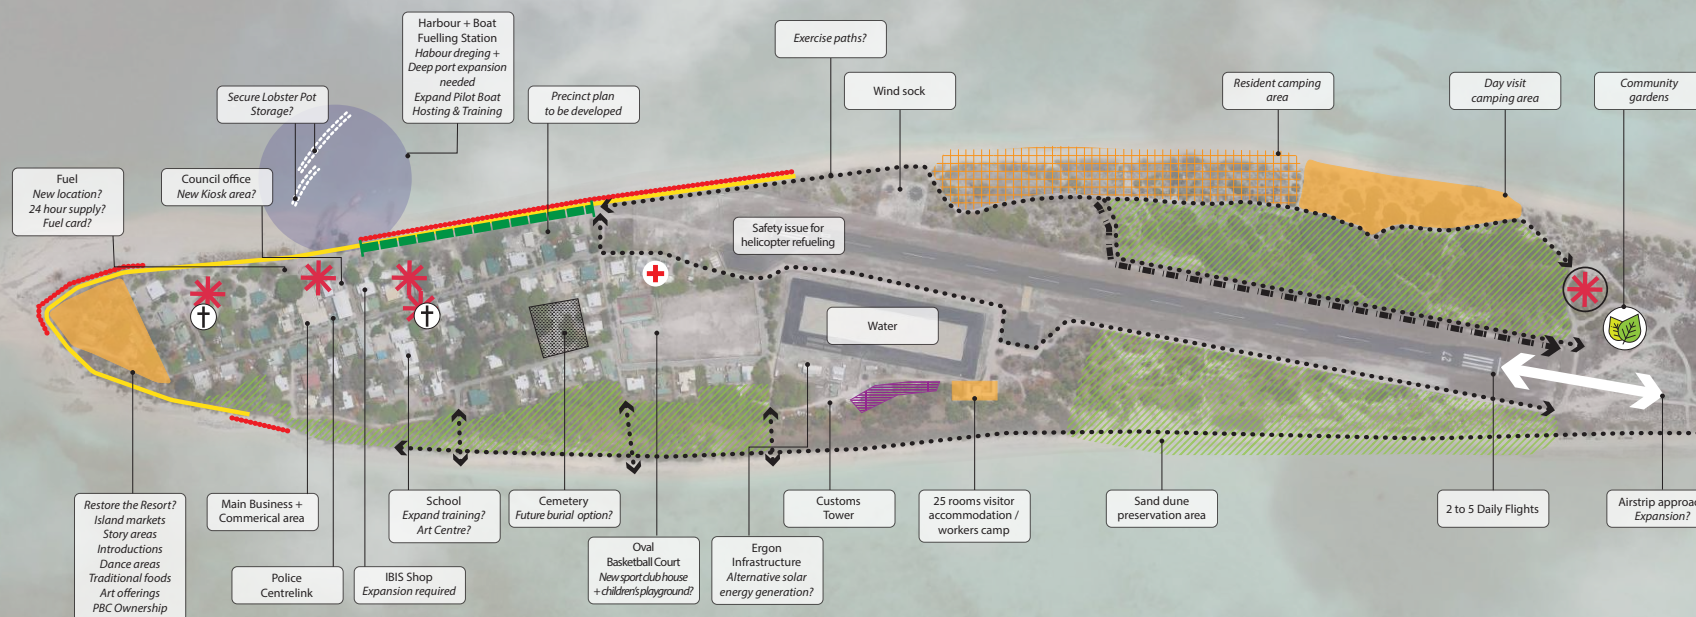 Harbour + Boat
Fuelling Station
Habour dreging +
Deep port expansion
needed
Expand Pilot Boat
Hosting & Training
Exercise paths?
Secure Lobster Pot
Storage?
Precinct plan
to be developed
Wind sock
Resident camping
area
Day visit
camping area
Community
gardens
Fuel
New location?
24 hour supply?
Fuel card?
Council office
New Kiosk area?
Safety issue for
helicopter refueling
Water
27
Restore the Resort?
Island markets
Story areas
Introductions
Dance areas
Traditional foods
Art offerings
PBC Ownership
Main Business +
Commerical area
Police
Centrelink
IBIS Shop
Expansion required
School
Expand training?
Art Centre?
Cemetery
Future burial option?
Oval
Basketball Court
New sport club house
+ children's playground?
Ergon
Infrastructure
Alternative solar
energy generation?
Customs
Tower
25 rooms visitor
accommodation /
workers camp
Sand dune
preservation area
2 to 5 Daily Flights
Airstrip approac
Expansion?